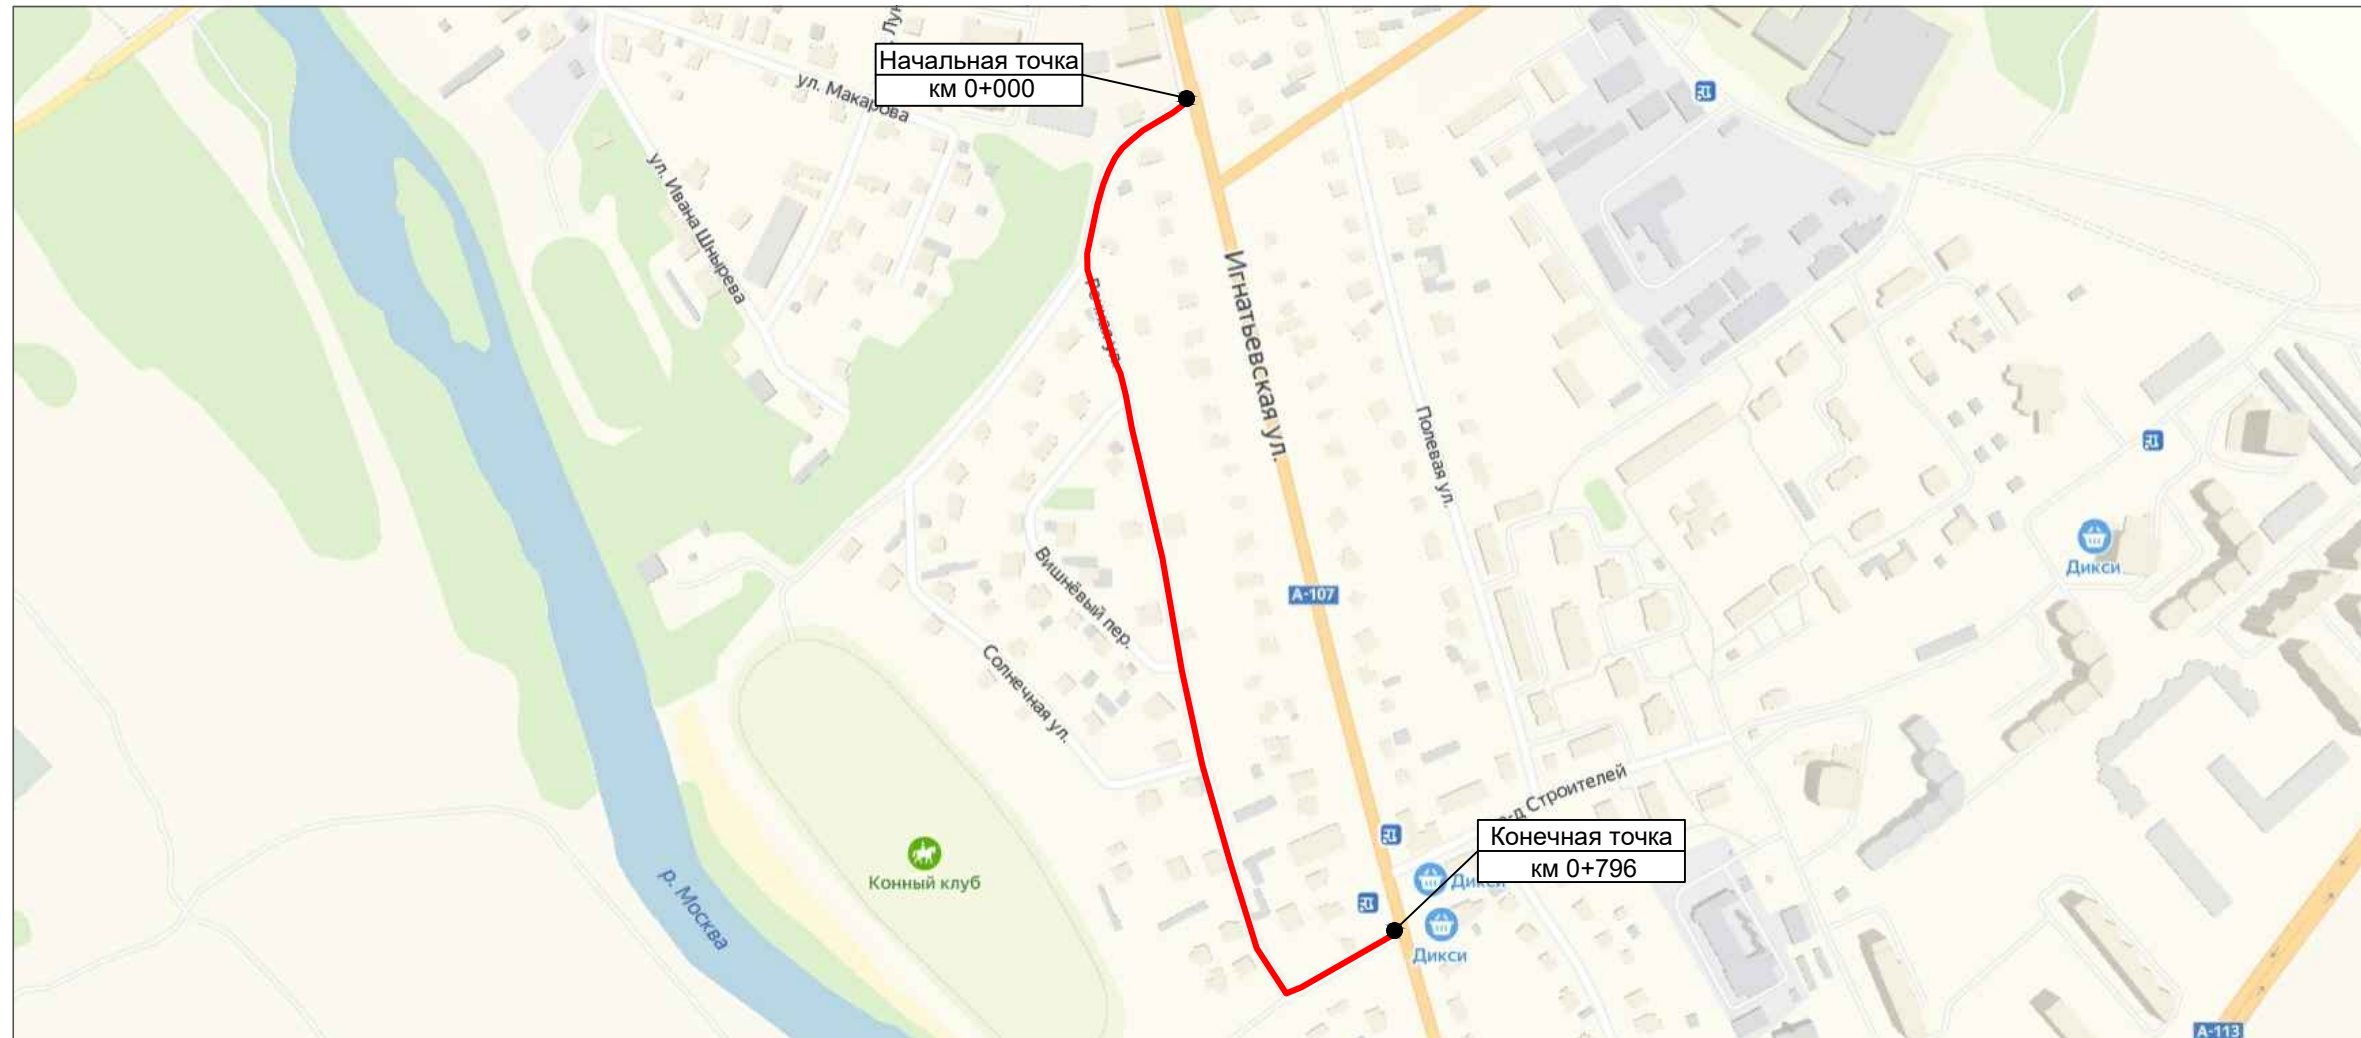 Начальная точка
км 0+000
ул. Макарова
ул. Ивана Шнырева
Игнатьевская ул.
Полевая ул.
А-107
Вишнёвый пер.
Солнечная ул.
Дикси
Строителей
Конечная точка
км 0+796
Дикси
Дикси
Конный клуб
р. Москва
А-113